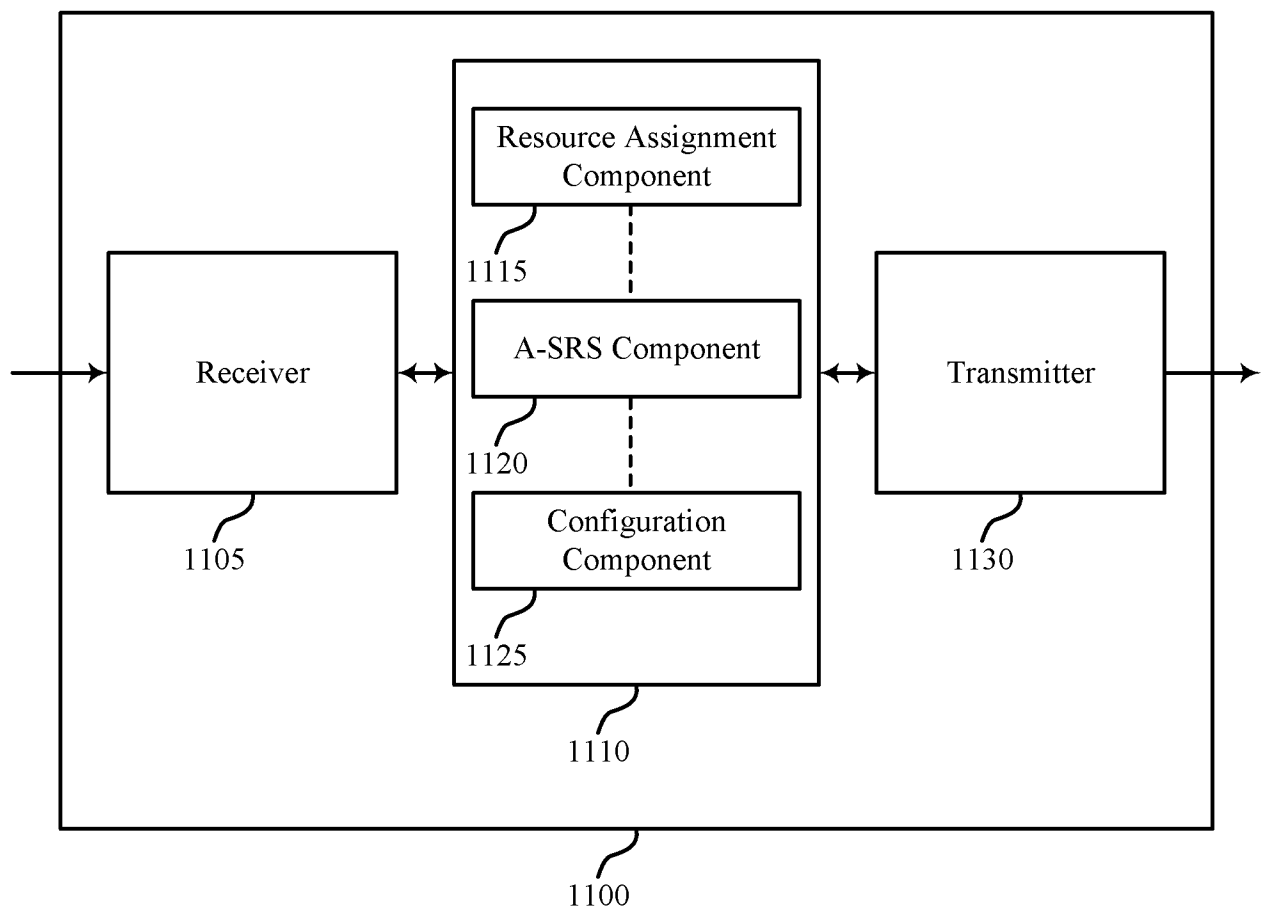 Resource Assignment
Component
1115
Receiver
1105
A-SRS Component
1120
Configuration
Component
1125
1110
Transmitter
1130
1100